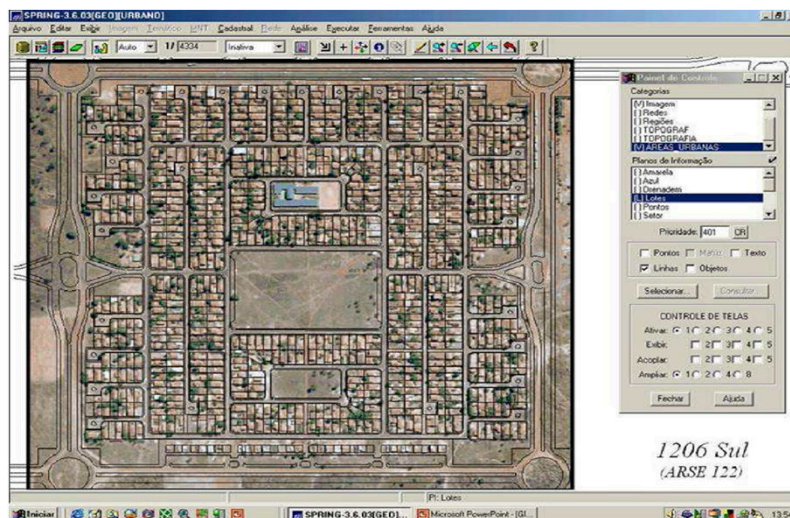 SPRING-3.6.03[GEO][URBANO]
Arquivo Editar Exibir Imagem Temático MNT Cadastral Rede Análise Executar Ferramentas Ajuda
Auto 1/ 4334 Inativa
Painel de Controle
Categorias
(V) Imagem
( ) Redes
( ) Regiões
( ) TOPOGRAF
( ) TOPOGRAFIA
(V) AREAS_URBANAS
Planos de Informação
( ) Amarela
( ) Azul
( ) Drenadem
(L) Lotes
( ) Pontos
( ) Setor
Prioridade: 401 CR
Pontos Matriz Texto
Linhas Objetos
Selecionar... Consultar...
CONTROLE DE TELAS
Ativar: 1 2 3 4 5
Exibir: 2 3 4 5
Acoplar: 2 3 4 5
Ampliar: 1 2 4 8
Fechar Ajuda
1206 Sul
(ARSE 122)
PI: Lotes
Iniciar SPRING-3.6.03[GEO]... Microsoft PowerPoint - [GI...